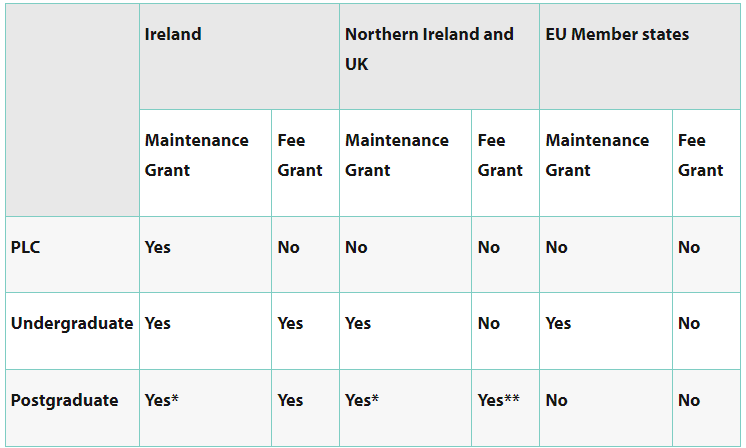 Ireland Northern Ireland and UK EU Member states
Maintenance Grant Fee Grant Maintenance Grant Fee Grant Maintenance Grant Fee Grant
PLC Yes No No No No No
Undergraduate Yes Yes Yes No Yes No
Postgraduate Yes* Yes Yes* Yes** No No